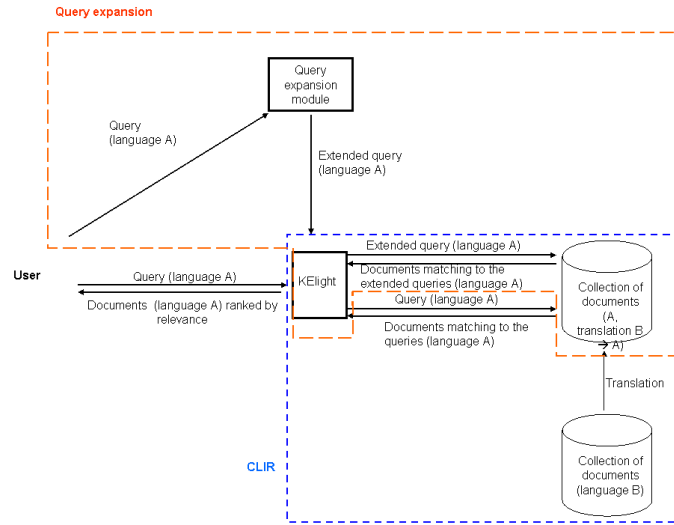 Query expansion
Query
expansion
module
Query
(language A)
Extended query
(language A)
User
Query (language A)
Documents (language A) ranked by
relevance
KElight
Extended query (language A)
Documents matching to the
extended queries (language A)
Query (language A)
Documents matching to the
queries (language A)
Collection of
documents
(A,
translation B
→ A)
Translation
CLIR
Collection of
documents
(language B)